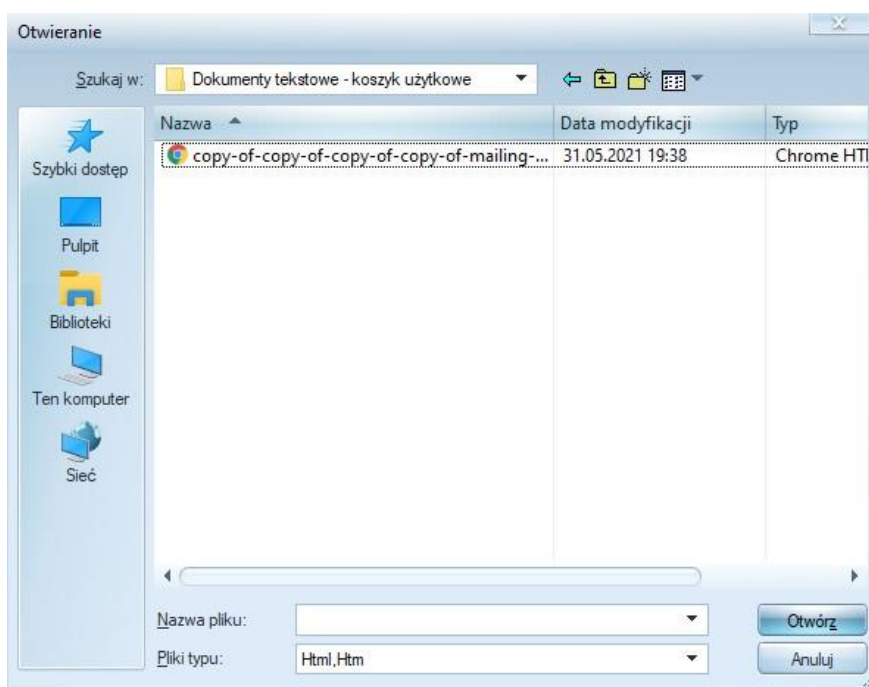 Otwieranie
Szukaj w: Dokumenty tekstowe - koszyk użytkowe
Nazwa Data modyfikacji Typ
copy-of-copy-of-copy-of-copy-of-mailing-... 31.05.2021 19:38 Chrome HTI
Szybki dostęp
Pulpit
Biblioteki
Ten komputer
Sieć
Nazwa pliku: Otwórz
Pliki typu: Html,Htm Anuluj